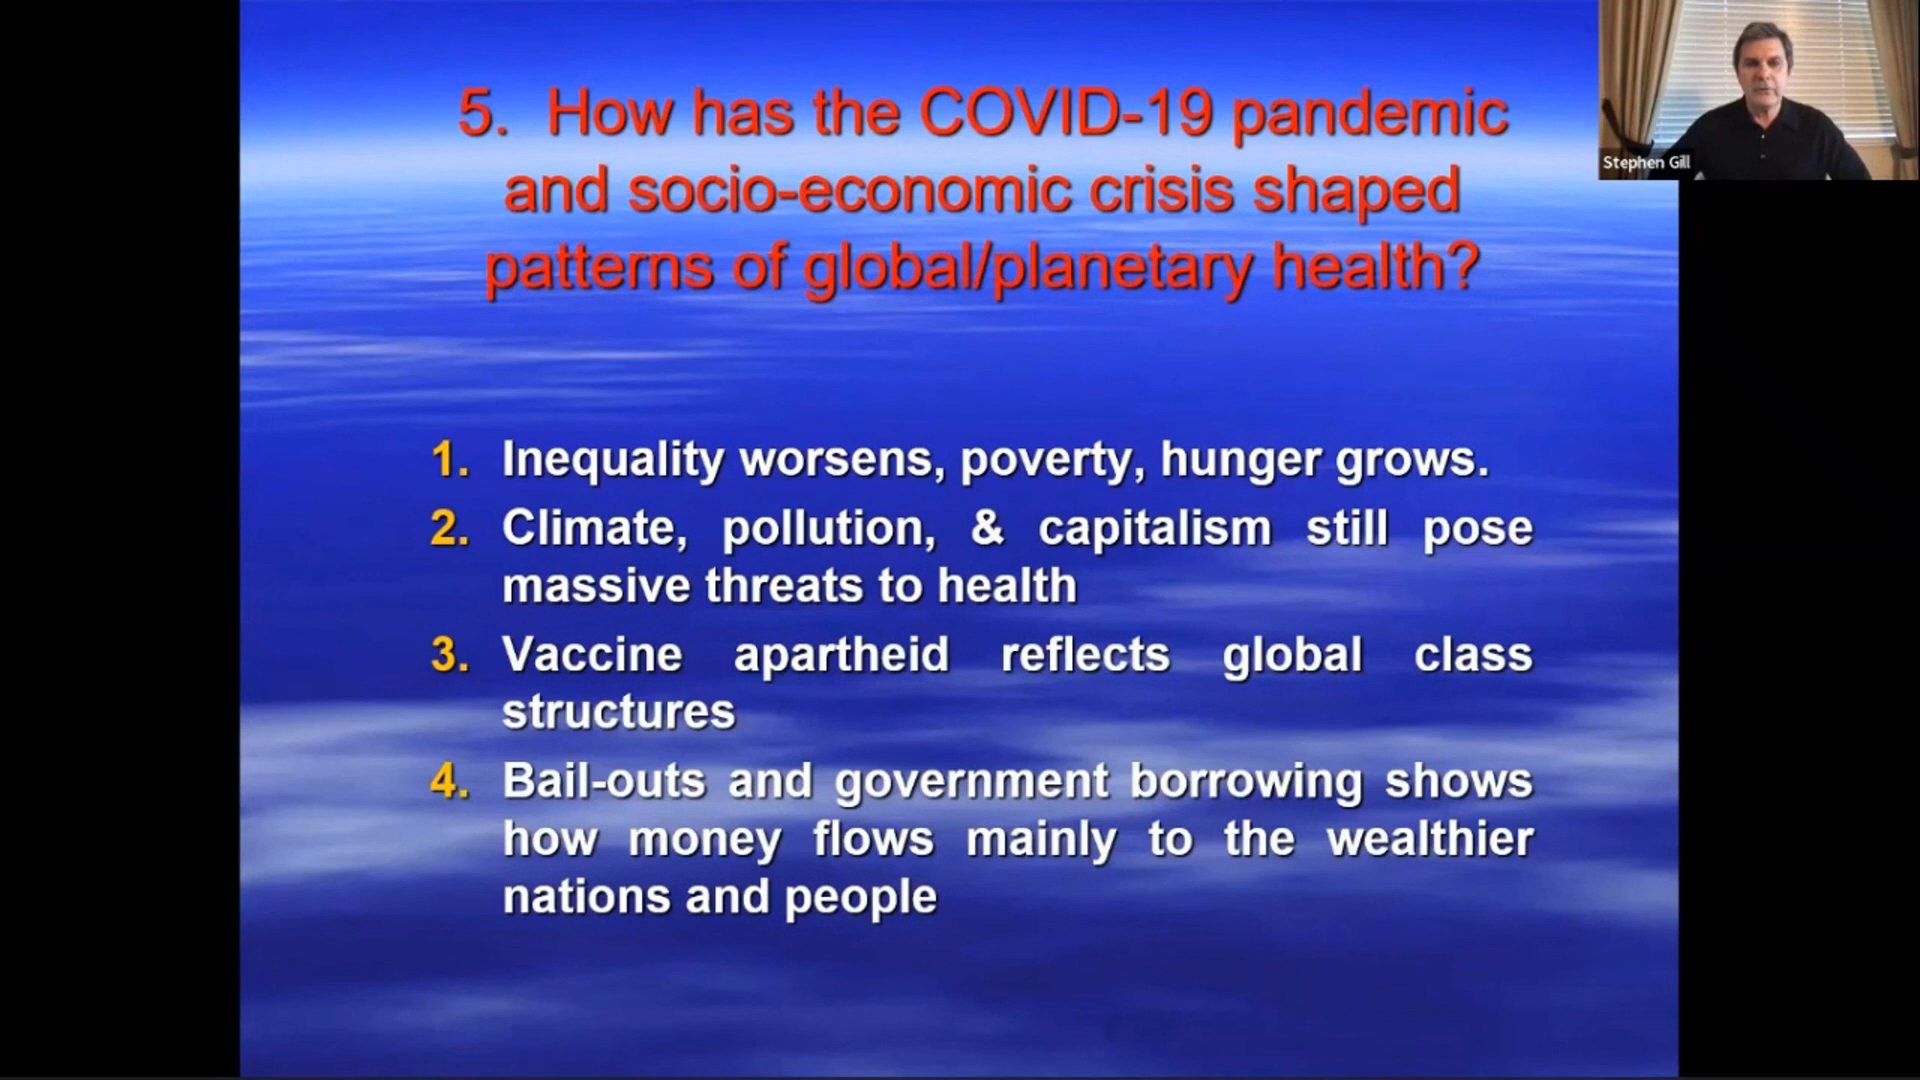 5. How has the COVID-19 pandemic
and socio-economic crisis shaped
patterns of global/planetary health?
Stephen Gill
1. Inequality worsens, poverty, hunger grows.
2. Climate, pollution, & capitalism still pose
massive threats to health
3. Vaccine apartheid reflects global class
structures
4. Bail-outs and government borrowing shows
how money flows mainly to the wealthier
nations and people